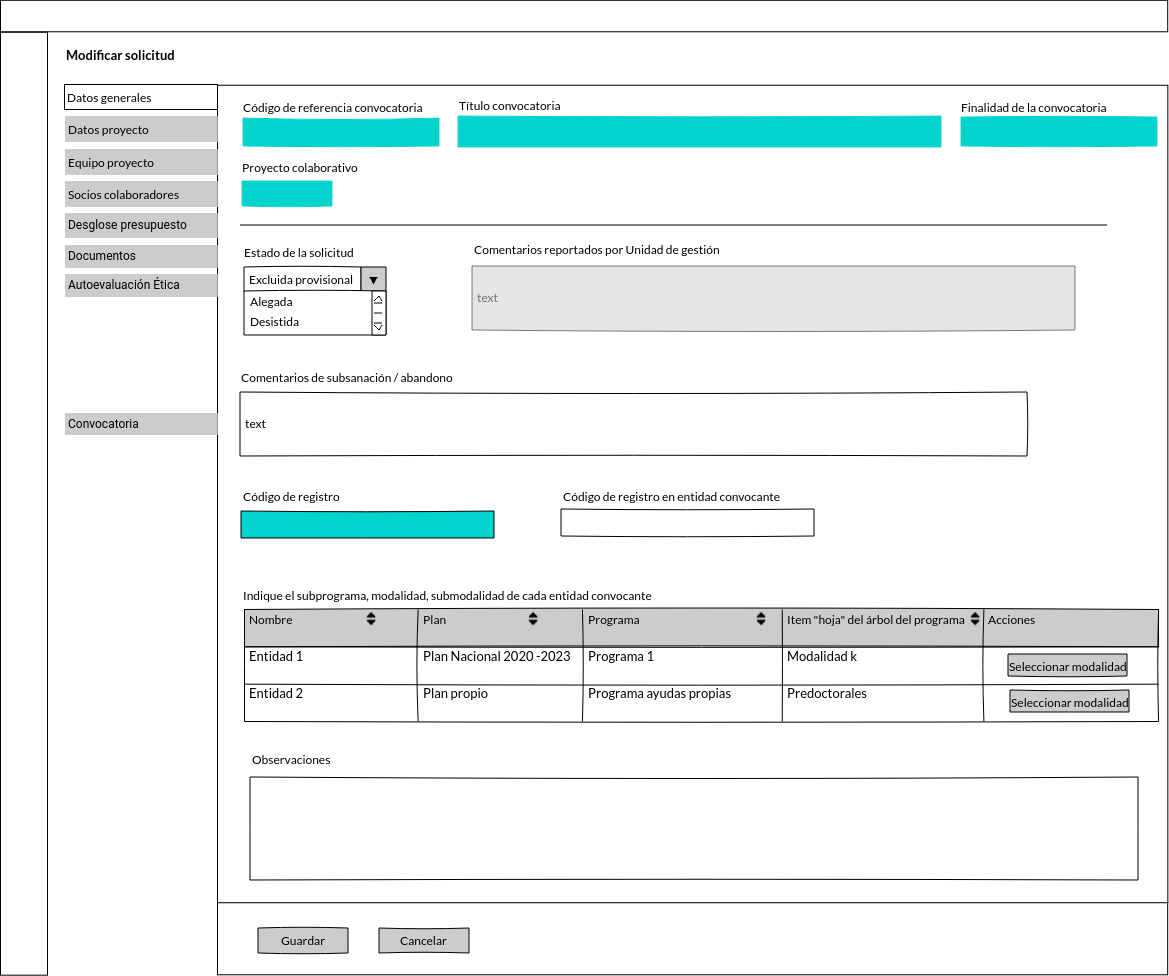 Modificar solicitud
Datos generales
Datos proyecto
Equipo proyecto
Socios colaboradores
Desglose presupuesto
Documentos
Autoevaluación Ética
Convocatoria
Código de referencia convocatoria
Título convocatoria
Finalidad de la convocatoria
Proyecto colaborativo
Estado de la solicitud
Excluida provisional
Alegada
Desistida
Comentarios reportados por Unidad de gestión
text
Comentarios de subsanación / abandono
text
Código de registro
Código de registro en entidad convocante
Indique el subprograma, modalidad, submodalidad de cada entidad convocante
Nombre Plan Programa Item "hoja" del árbol del programa Acciones
Entidad 1 Plan Nacional 2020 -2023 Programa 1 Modalidad k Seleccionar modalidad
Entidad 2 Plan propio Programa ayudas propias Predoctorales Seleccionar modalidad
Observaciones
Guardar Cancelar